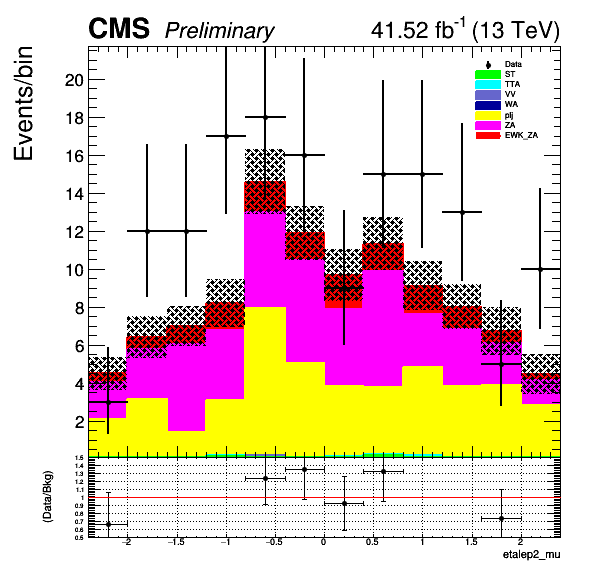 CMS Preliminary 41.52 fb-1 (13 TeV)
Events/bin
20
18
16
14
12
10
8
6
4
2
Data
ST
TTA
VV
WA
plj
ZA
EWK_ZA
(Data/Bkg)
1.5
1.4
1.3
1.2
1.1
1
0.9
0.8
0.7
0.6
0.5
−2 −1.5 −1 −0.5 0 0.5 1 1.5 2
etalep2_mu